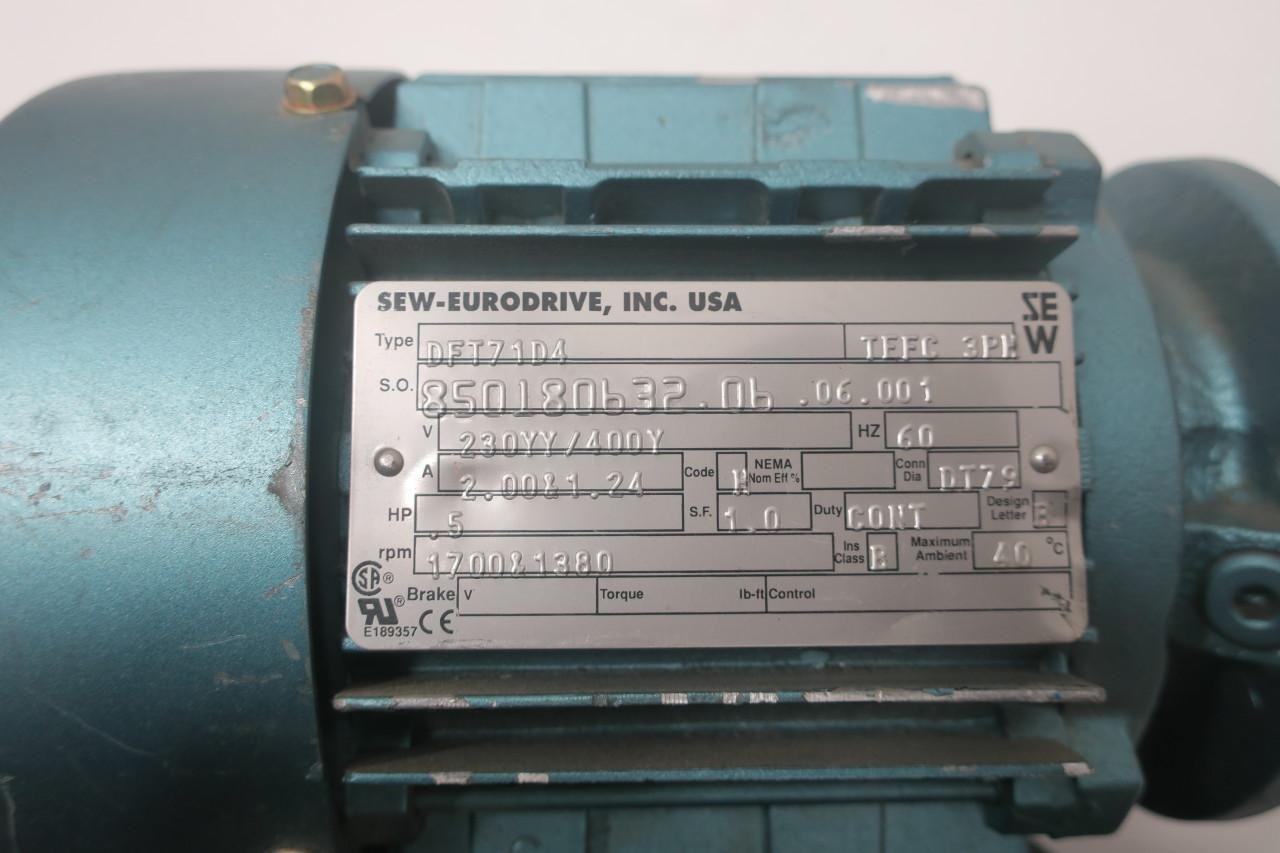 SEW-EURODRIVE, INC. USA
SEW
Type DFT71D4 TEFC 3PH
S.O. 850180632.06 .06.001
V 230YY/400Y HZ 60
A 2.00&1.24 Code NEMA Nom Eff % Conn Dia DT79
HP .5 S.F. 1.0 Duty CONT Design Letter
rpm 1700&1380 Ins Class B Maximum Ambient 40 °C
Brake V Torque lb-ft Control
E189357 CE